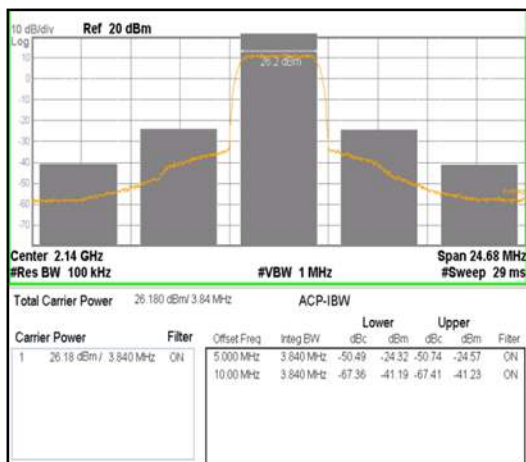 10 dB/div Ref 20 dBm
Log
10
0
-10
-20
-30
-40
-50
-60
-70
26.2 dBm
Center 2.14 GHz Span 24.68 MHz
#Res BW 100 kHz #VBW 1 MHz #Sweep 29 ms
Total Carrier Power 26.180 dBm/ 3.84 MHz ACP-IBW
Lower Upper
Carrier Power Filter Offset Freq Integ BW dBc dBm dBc dBm Filter
1 26.18 dBm / 3.840 MHz ON 5.000 MHz 3.840 MHz -50.49 -24.32 -50.74 -24.57 ON
10.00 MHz 3.840 MHz -67.36 -41.19 -67.41 -41.23 ON